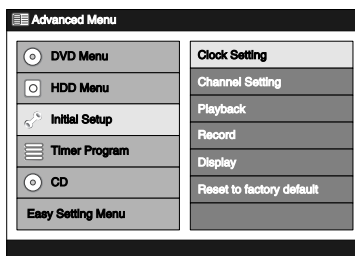 Advanced Menu
DVD Menu
HDD Menu
Initial Setup
Timer Program
CD
Easy Setting Menu
Clock Setting
Channel Setting
Playback
Record
Display
Reset to factory default